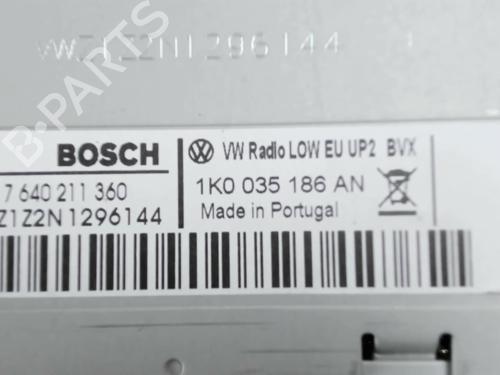 VWZ1Z2N1296144
B-PARTS
BOSCH
VW Radio LOW EU UP2 BVX
7 640 211 360
1K0 035 186 AN
Z1Z2N1296144
Made in Portugal